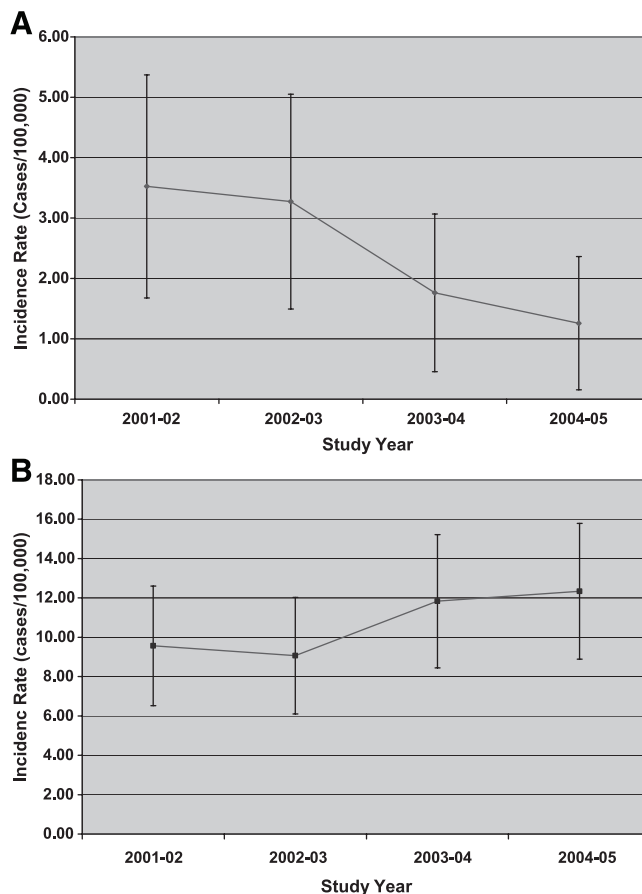 A
6.00
5.00
4.00
3.00
2.00
1.00
0.00
Incidence Rate (Cases/100,000)
2001-02 2002-03 2003-04 2004-05
Study Year
B
18.00
16.00
14.00
12.00
10.00
8.00
6.00
4.00
2.00
0.00
Incidenc Rate (cases/100,000)
2001-02 2002-03 2003-04 2004-05
Study Year